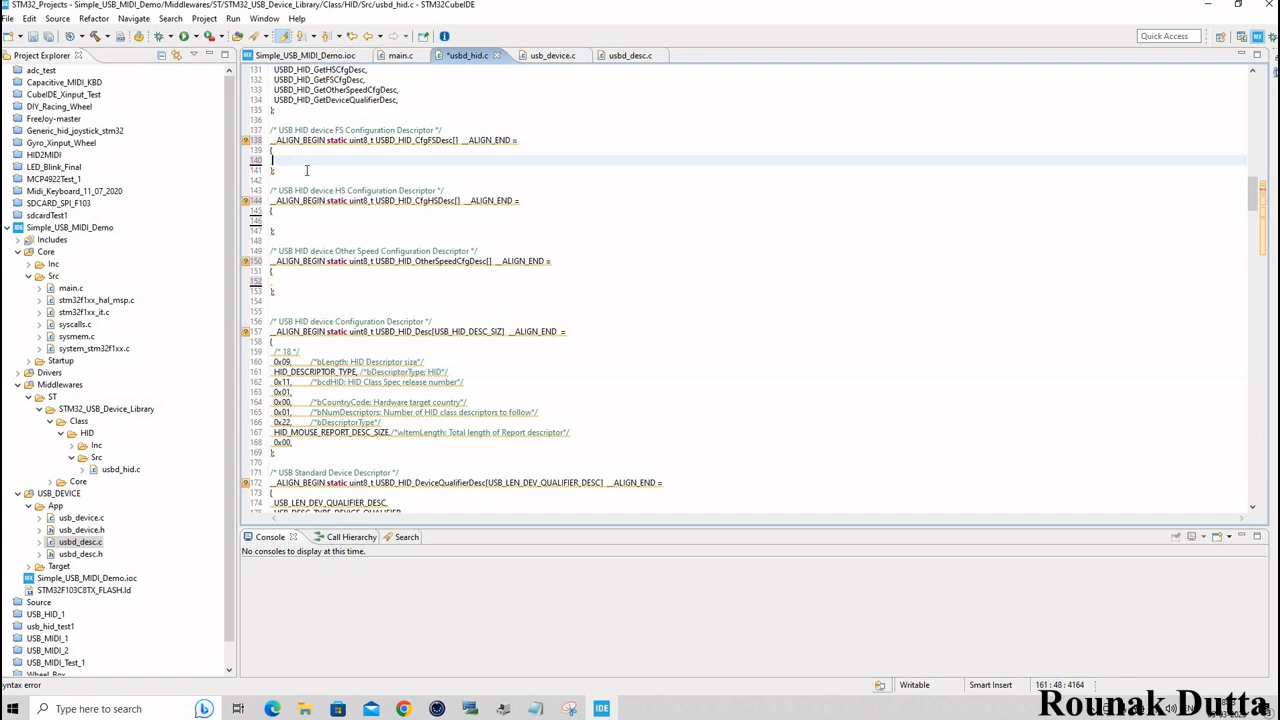 STM32_Projects - Simple_USB_MIDI_Demo/Middlewares/ST/STM32_USB_Device_Library/Class/HID/Src/usbd_hid.c - STM32CubeIDE
File Edit Source Refactor Navigate Search Project Run Window Help
Quick Access
Project Explorer
Simple_USB_MIDI_Demo.ioc main.c *usbd_hid.c usb_device.c usbd_desc.c
adc_test
Capacitive_MIDI_KBD
CubeIDE_Xinput_Test
DIY_Racing_Wheel
FreeJoy-master
Generic_hid_joystick_stm32
Gyro_Xinput_Wheel
HID2MIDI
LED_Blink_Final
MCP4922Test_1
Midi_Keyboard_11_07_2020
SDCARD_SPI_F103
sdcardTest1
Simple_USB_MIDI_Demo
Includes
Core
Inc
Src
main.c
stm32f1xx_hal_msp.c
stm32f1xx_it.c
syscalls.c
sysmem.c
system_stm32f1xx.c
Startup
Drivers
Middlewares
ST
STM32_USB_Device_Library
Class
HID
Inc
Src
usbd_hid.c
Core
USB_DEVICE
App
usb_device.c
usb_device.h
usbd_desc.c
usbd_desc.h
Target
Simple_USB_MIDI_Demo.ioc
STM32F103C8TX_FLASH.ld
Source
USB_HID_1
usb_hid_test1
USB_MIDI_1
USB_MIDI_2
USB_MIDI_Test_1
Wheel_Box
131 USBD_HID_GetHSCfgDesc,
132 USBD_HID_GetFSCfgDesc,
133 USBD_HID_GetOtherSpeedCfgDesc,
134 USBD_HID_GetDeviceQualifierDesc,
135 };
136
137 /* USB HID device FS Configuration Descriptor */
138 __ALIGN_BEGIN static uint8_t USBD_HID_CfgFSDesc[] __ALIGN_END =
139 {
140
141 };
142
143 /* USB HID device HS Configuration Descriptor */
144 __ALIGN_BEGIN static uint8_t USBD_HID_CfgHSDesc[] __ALIGN_END =
145 {
146
147 };
148
149 /* USB HID device Other Speed Configuration Descriptor */
150 __ALIGN_BEGIN static uint8_t USBD_HID_OtherSpeedCfgDesc[] __ALIGN_END =
151 {
152
153 };
154
155
156 /* USB HID device Configuration Descriptor */
157 __ALIGN_BEGIN static uint8_t USBD_HID_Desc[USB_HID_DESC_SIZ] __ALIGN_END =
158 {
159 /* 18 */
160 0x09, /*bLength: HID Descriptor size*/
161 HID_DESCRIPTOR_TYPE, /*bDescriptorType: HID*/
162 0x11, /*bcdHID: HID Class Spec release number*/
163 0x01,
164 0x00, /*bCountryCode: Hardware target country*/
165 0x01, /*bNumDescriptors: Number of HID class descriptors to follow*/
166 0x22, /*bDescriptorType*/
167 HID_MOUSE_REPORT_DESC_SIZE,/*wItemLength: Total length of Report descriptor*/
168 0x00,
169 };
170
171 /* USB Standard Device Descriptor */
172 __ALIGN_BEGIN static uint8_t USBD_HID_DeviceQualifierDesc[USB_LEN_DEV_QUALIFIER_DESC] __ALIGN_END =
173 {
174 USB_LEN_DEV_QUALIFIER_DESC,
175 USB_DESC_TYPE_DEVICE_QUALIFIER,
Console Call Hierarchy Search
No consoles to display at this time.
yntax error Writable Smart Insert 161 : 48 : 4164
Type here to search
IDE
Rounak Dutta